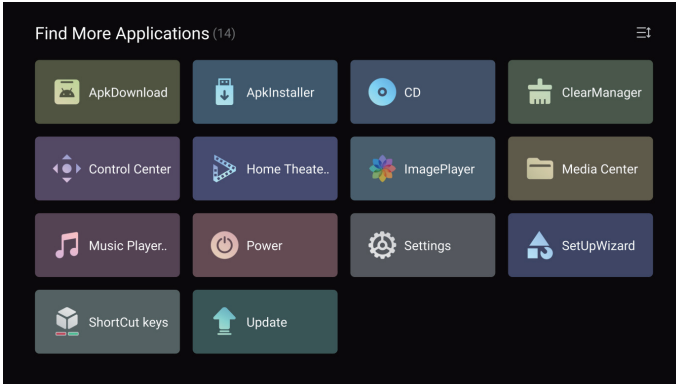 Find More Applications (14)
ApkDownload
ApkInstaller
CD
ClearManager
Control Center
Home Theate..
ImagePlayer
Media Center
Music Player..
Power
Settings
SetUpWizard
ShortCut keys
Update